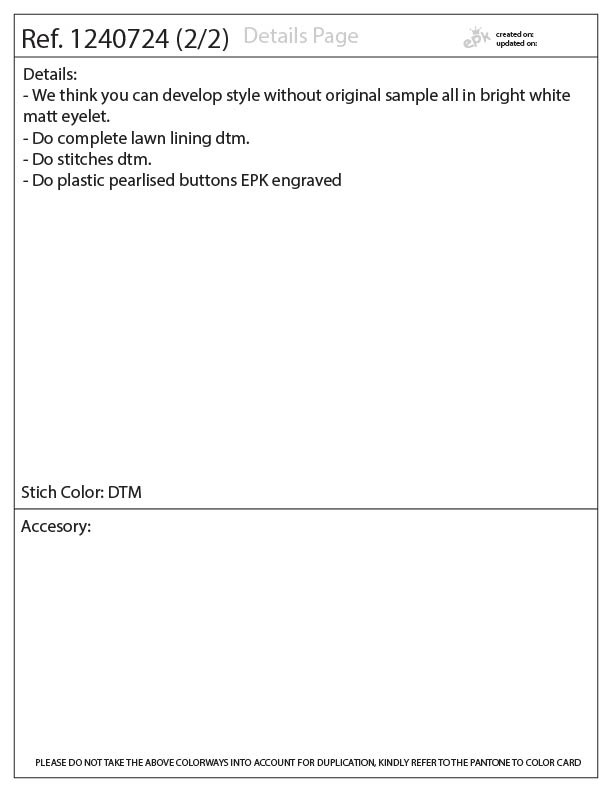 Ref. 1240724 (2/2) Details Page
epk
created on:
updated on:
Details:
- We think you can develop style without original sample all in bright white
matt eyelet.
- Do complete lawn lining dtm.
- Do stitches dtm.
- Do plastic pearlised buttons EPK engraved
Stich Color: DTM
Accesory:
PLEASE DO NOT TAKE THE ABOVE COLORWAYS INTO ACCOUNT FOR DUPLICATION, KINDLY REFER TO THE PANTONE TO COLOR CARD